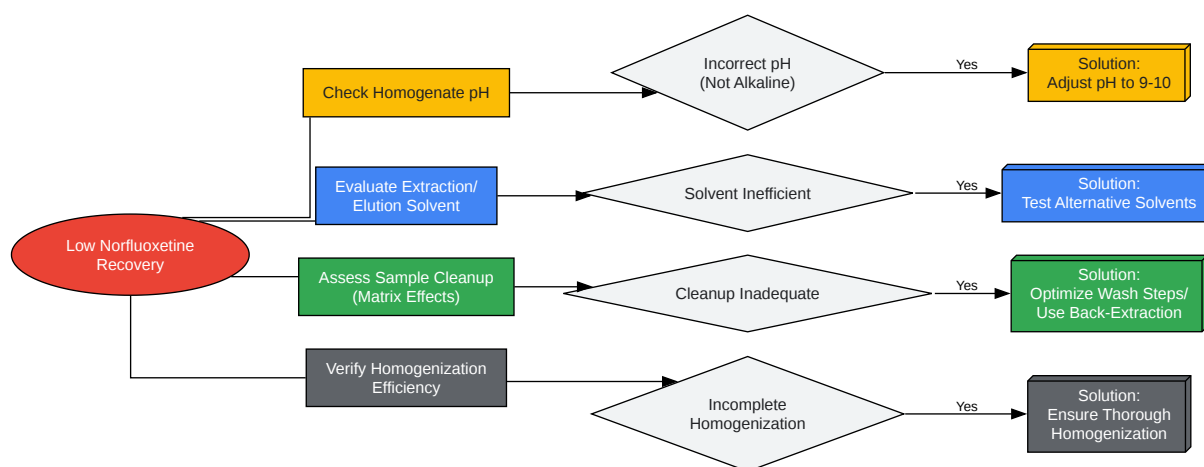 Low Norfluoxetine
Recovery
Check Homogenate pH
Incorrect pH
(Not Alkaline)
Yes
Solution:
Adjust pH to 9-10
Evaluate Extraction/
Elution Solvent
Solvent Inefficient
Yes
Solution:
Test Alternative Solvents
Assess Sample Cleanup
(Matrix Effects)
Cleanup Inadequate
Yes
Solution:
Optimize Wash Steps/
Use Back-Extraction
Verify Homogenization
Efficiency
Incomplete
Homogenization
Yes
Solution:
Ensure Thorough
Homogenization